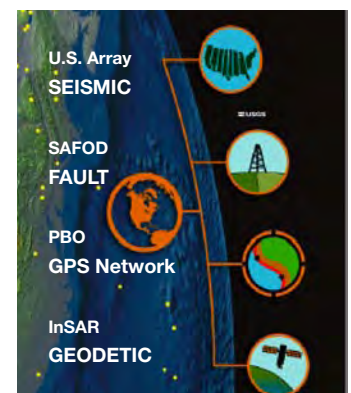 U.S. Array
SEISMIC
USGS
SAFOD
FAULT
PBO
GPS Network
InSAR
GEODETIC